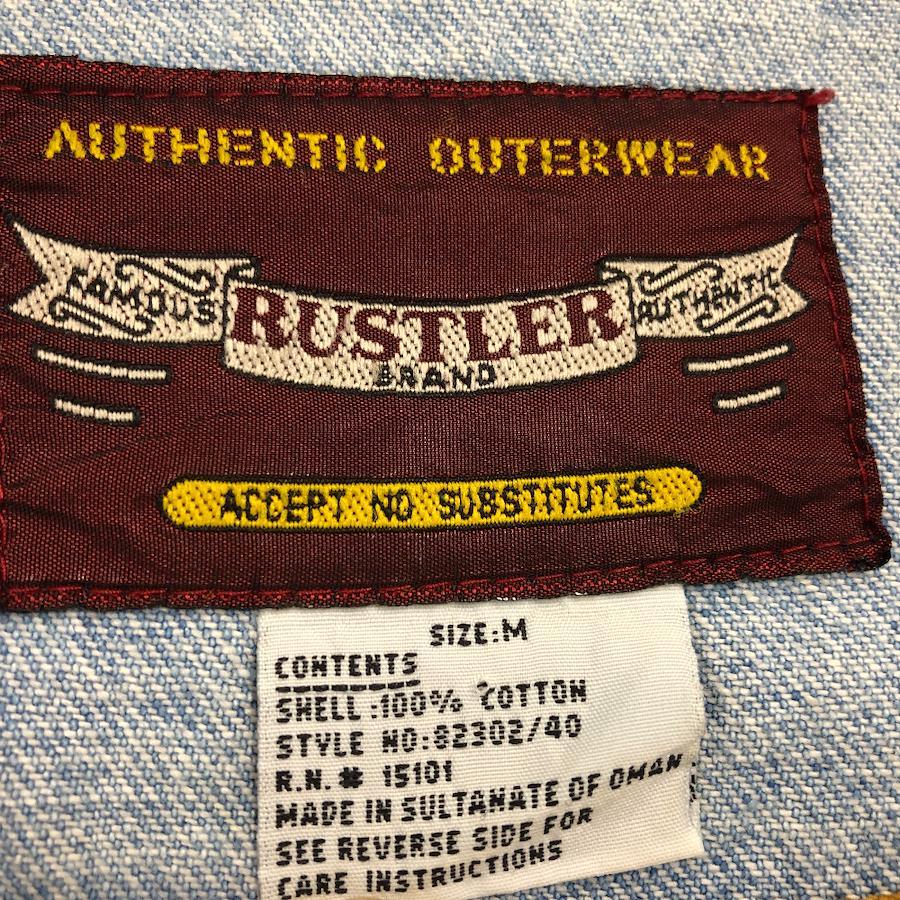 AUTHENTIC OUTERWEAR
FAMOUS RUSTLER AUTHENTIC
BRAND
ACCEPT NO SUBSTITUTES
SIZE:M
CONTENTS
SHELL:100% COTTON
STYLE NO:82302/40
R.N.# 15101
MADE IN SULTANATE OF OMAN
SEE REVERSE SIDE FOR
CARE INSTRUCTIONS